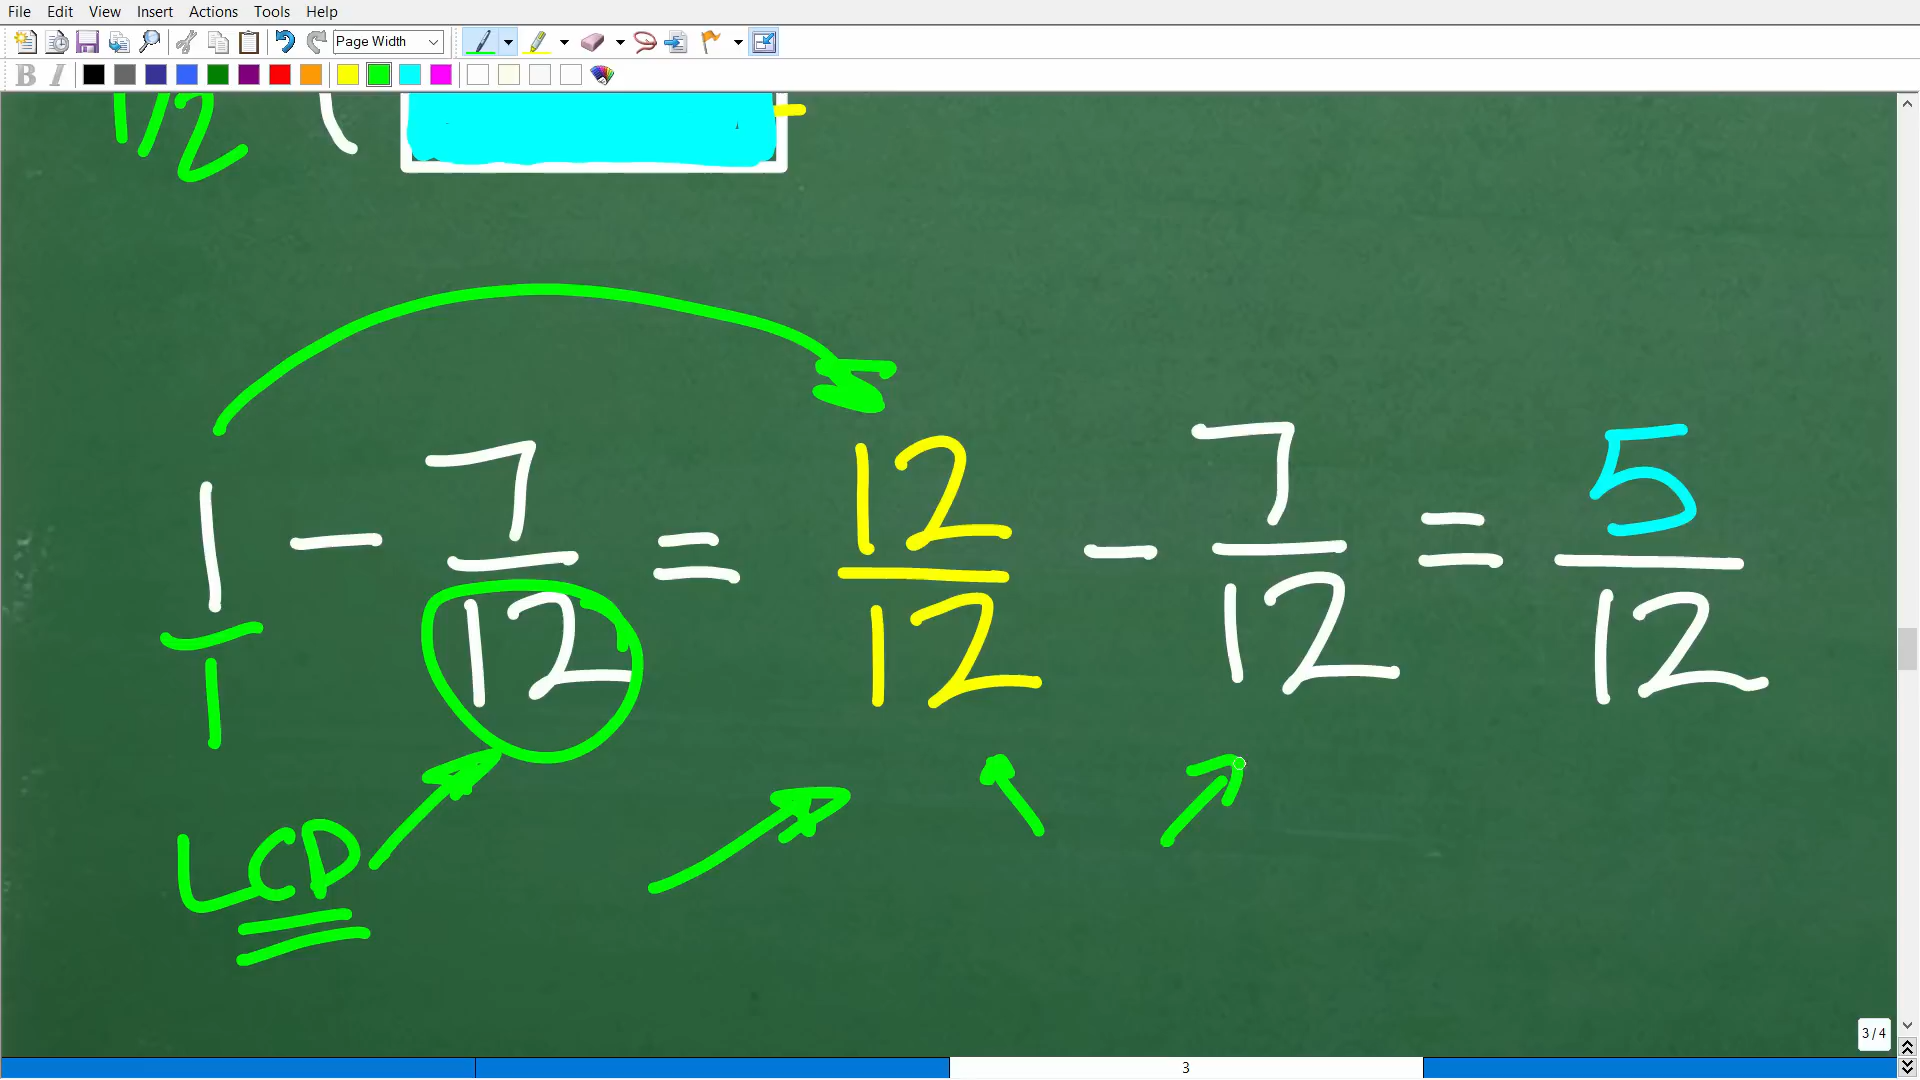 File Edit View Insert Actions Tools Help
Page Width
B I
1/2
1/1 - 7/12 = 12/12 - 7/12 = 5/12
LCD
3 / 4
3